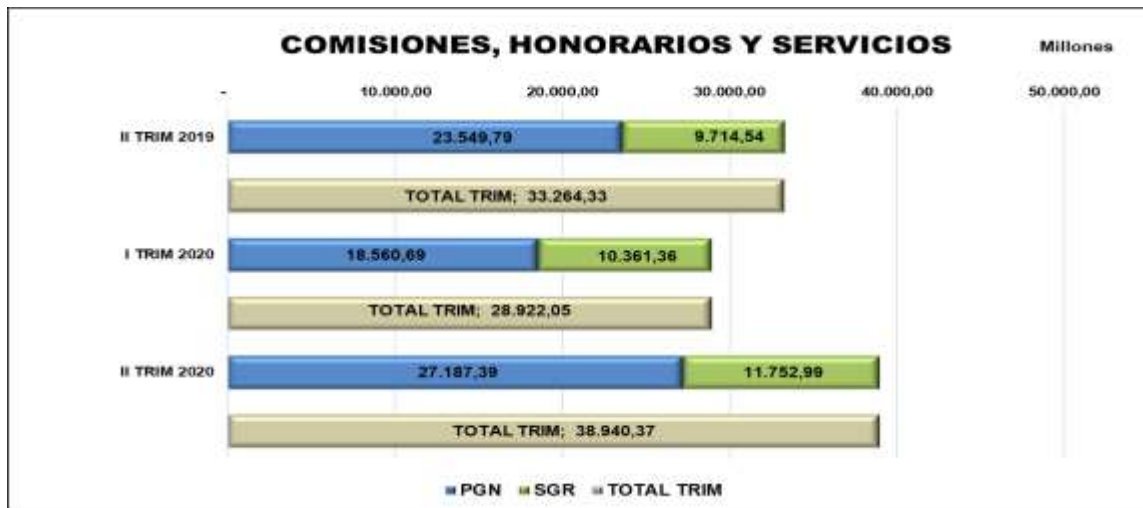 COMISIONES, HONORARIOS Y SERVICIOS Millones
- 10.000,00 20.000,00 30.000,00 40.000,00 50.000,00
II TRIM 2019 23.549,79 9.714,54
TOTAL TRIM; 33.264,33
I TRIM 2020 18.560,69 10.361,36
TOTAL TRIM; 28.922,05
II TRIM 2020 27.187,39 11.752,99
TOTAL TRIM; 38.940,37
PGN SGR TOTAL TRIM